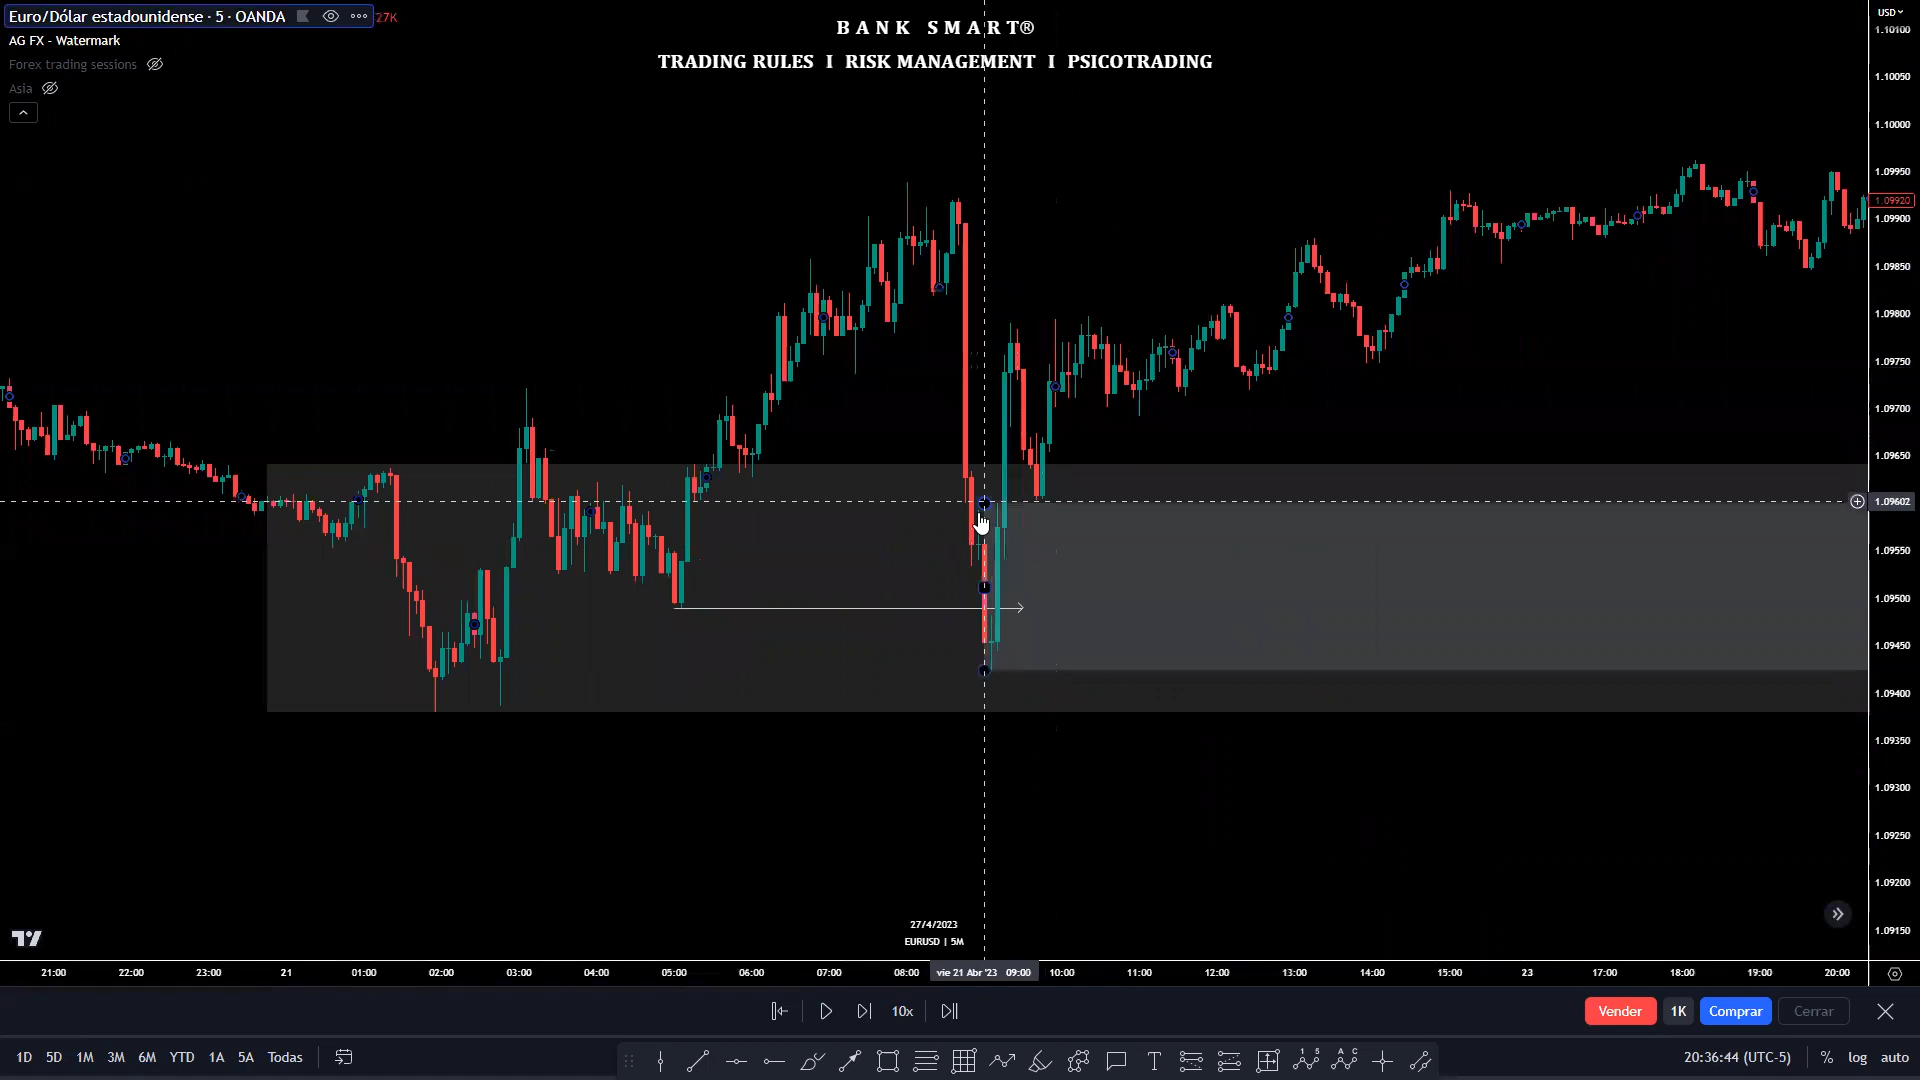 Euro/Dólar estadounidense · 5 · OANDA
27K
AG FX - Watermark
Forex trading sessions
Asia
BANK SMART®
TRADING RULES I RISK MANAGEMENT I PSICOTRADING
USD
1.10100
1.10050
1.10000
1.09950
1.09920
1.09900
1.09850
1.09800
1.09750
1.09700
1.09650
1.09602
1.09550
1.09500
1.09450
1.09400
1.09350
1.09300
1.09250
1.09200
1.09150
27/4/2023
EURUSD | 5M
21:00 22:00 23:00 21 01:00 02:00 03:00 04:00 05:00 06:00 07:00 08:00 vie 21 Abr '23 09:00 10:00 11:00 12:00 13:00 14:00 15:00 23 17:00 18:00 19:00 20:00
10x
Vender 1K Comprar Cerrar
1D 5D 1M 3M 6M YTD 1A 5A Todas
20:36:44 (UTC-5) % log auto